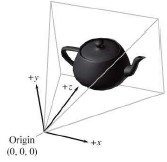 +y
+z
+x
Origin
(0, 0, 0)